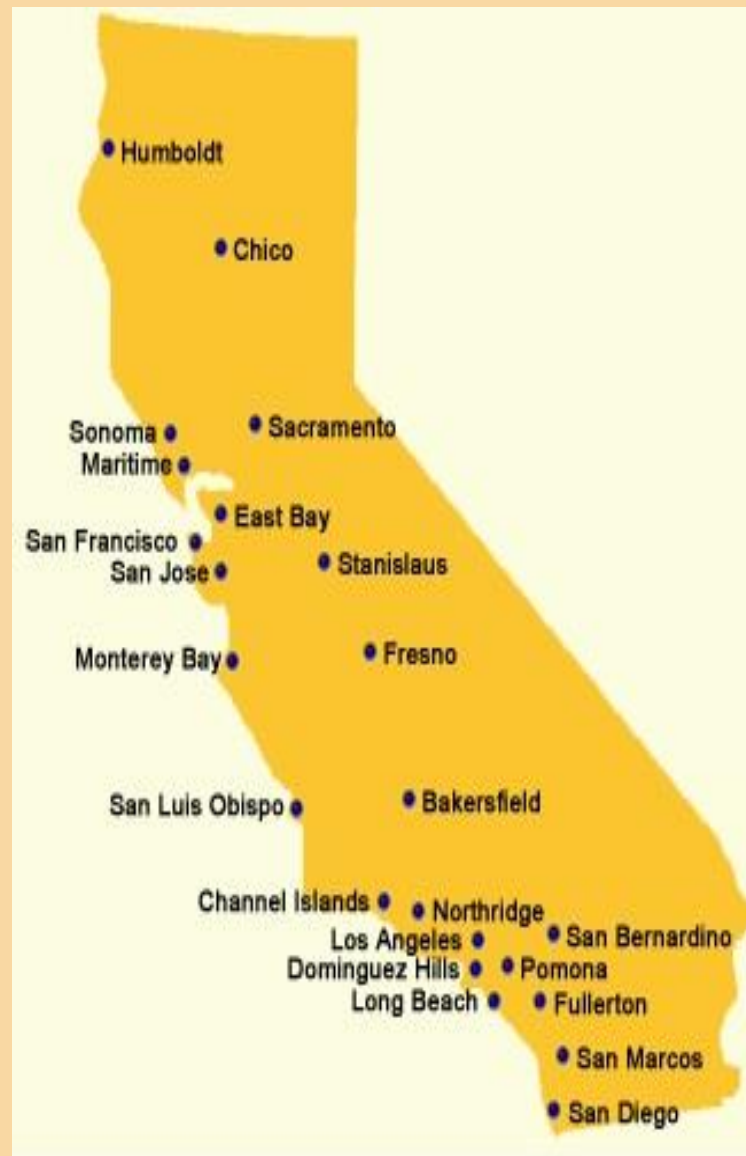 Humboldt
Chico
Sacramento
Sonoma
Maritime
East Bay
San Francisco
Stanislaus
San Jose
Fresno
Monterey Bay
Bakersfield
San Luis Obispo
Channel Islands
Northridge
San Bernardino
Los Angeles
Pomona
Dominguez Hills
Long Beach
Fullerton
San Marcos
San Diego